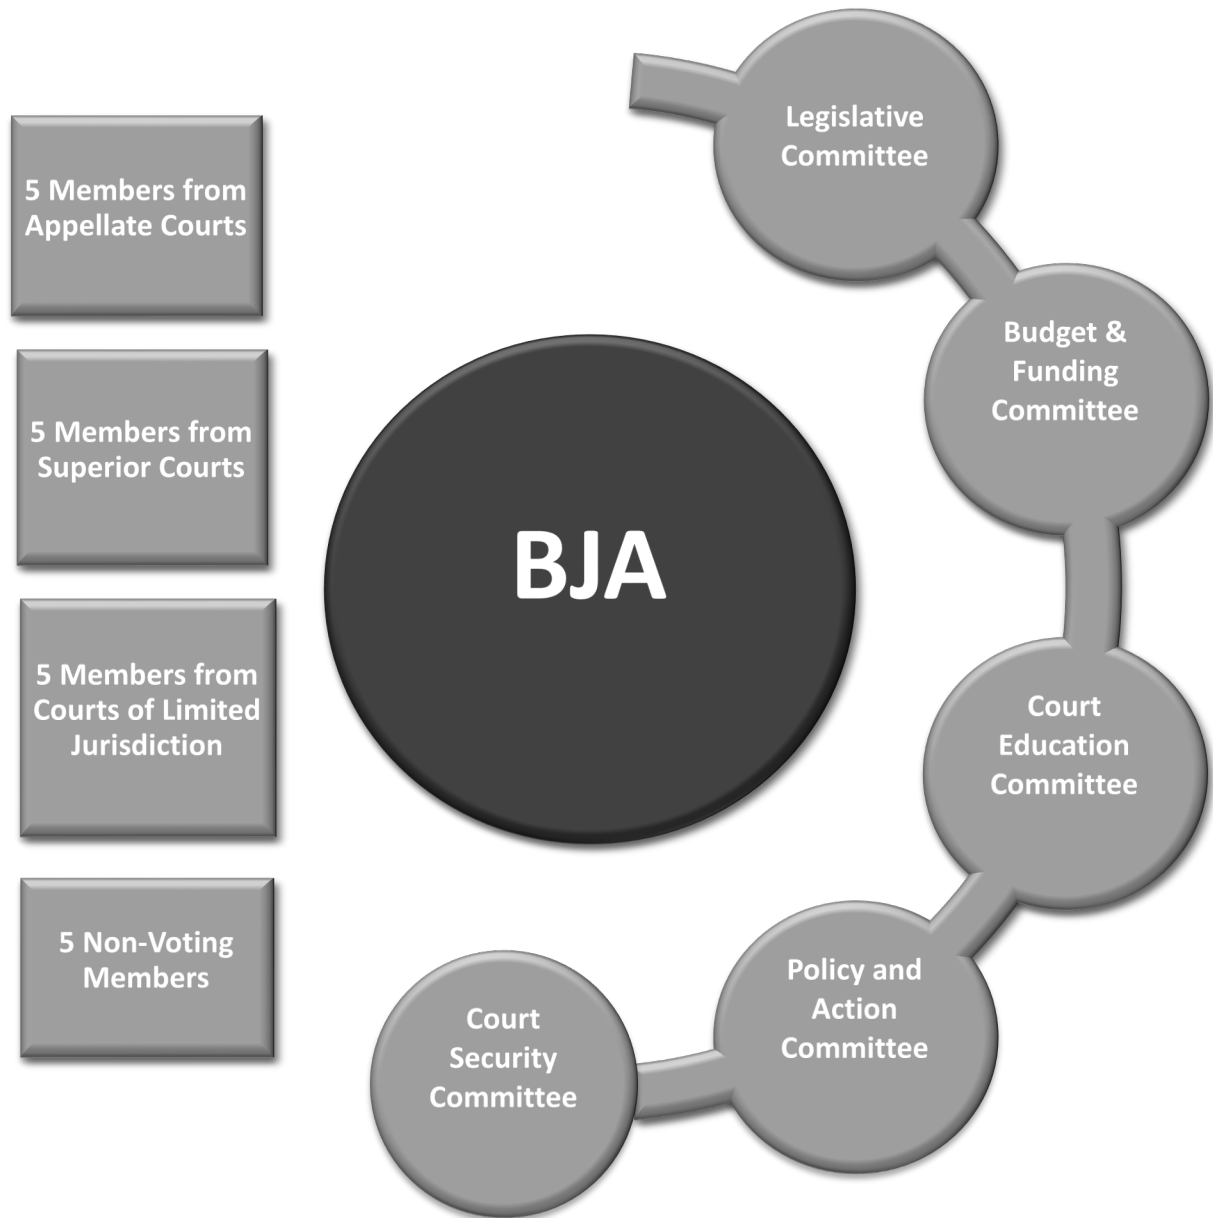 5 Members from
Appellate Courts
5 Members from
Superior Courts
5 Members from
Courts of Limited
Jurisdiction
5 Non-Voting
Members
BJA
Legislative
Committee
Budget &
Funding
Committee
Court
Education
Committee
Policy and
Action
Committee
Court
Security
Committee